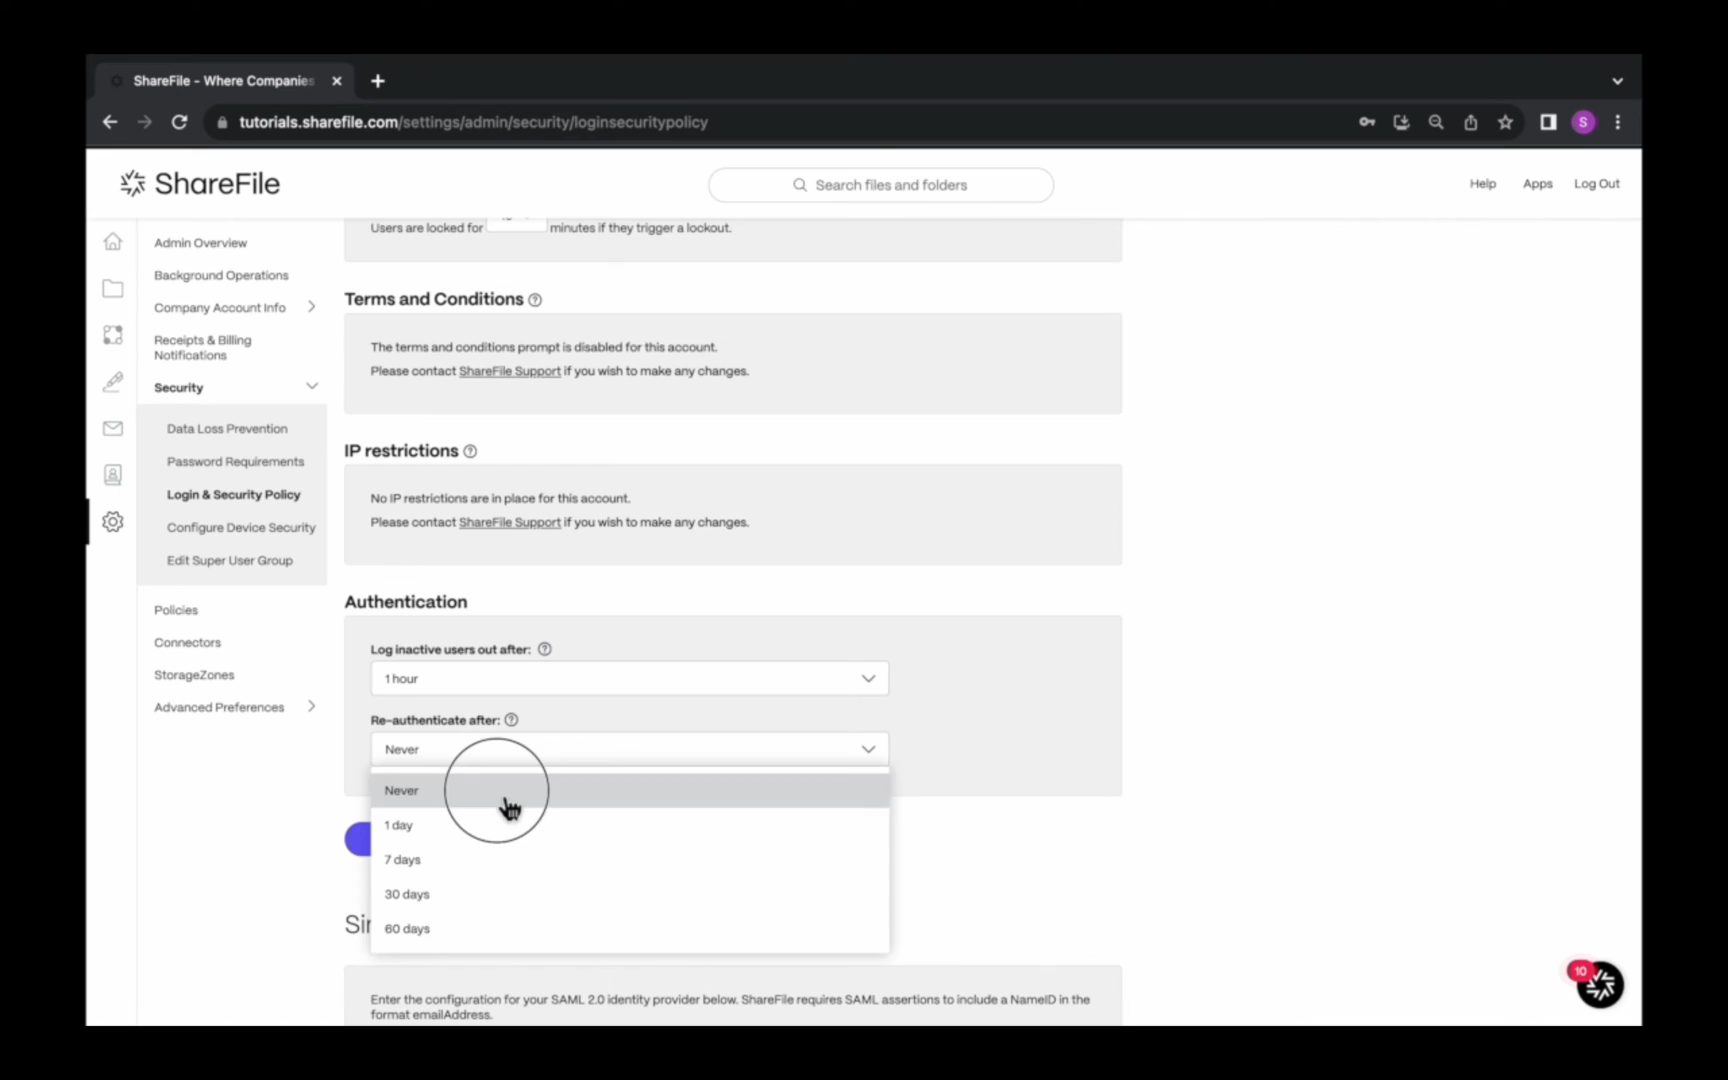 ShareFile - Where Companies
tutorials.sharefile.com/settings/admin/security/loginsecuritypolicy
S
ShareFile
Search files and folders
Help
Apps
Log Out
Admin Overview
Background Operations
Company Account Info
Receipts & Billing
Notifications
Security
Data Loss Prevention
Password Requirements
Login & Security Policy
Configure Device Security
Edit Super User Group
Policies
Connectors
StorageZones
Advanced Preferences
Users are locked for
minutes if they trigger a lockout.
Terms and Conditions
The terms and conditions prompt is disabled for this account.
Please contact ShareFile Support if you wish to make any changes.
IP restrictions
No IP restrictions are in place for this account.
Please contact ShareFile Support if you wish to make any changes.
Authentication
Log inactive users out after:
1 hour
Re-authenticate after:
Never
Never
1 day
7 days
30 days
60 days
Enter the configuration for your SAML 2.0 identity provider below. ShareFile requires SAML assertions to include a NameID in the
format emailAddress.
10